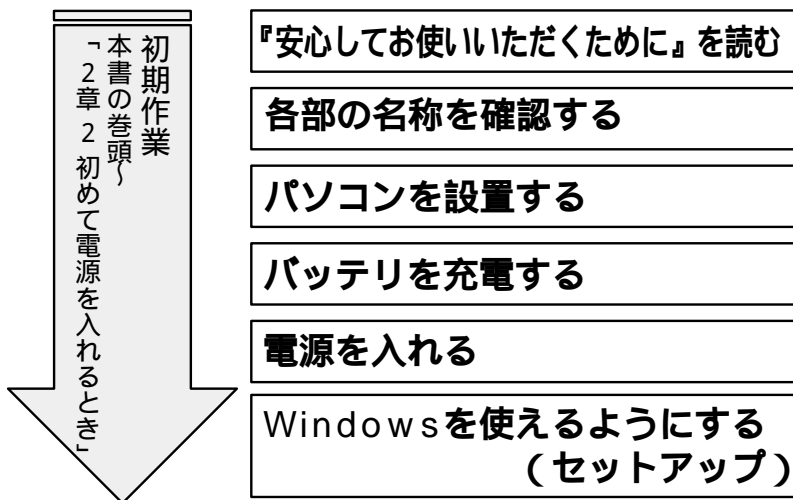 初期作業
本書の巻頭~
「2章 2 初めて電源を入れるとき」
『安心してお使いいただくために』を読む
各部の名称を確認する
パソコンを設置する
バッテリを充電する
電源を入れる
Windowsを使えるようにする
（セットアップ）